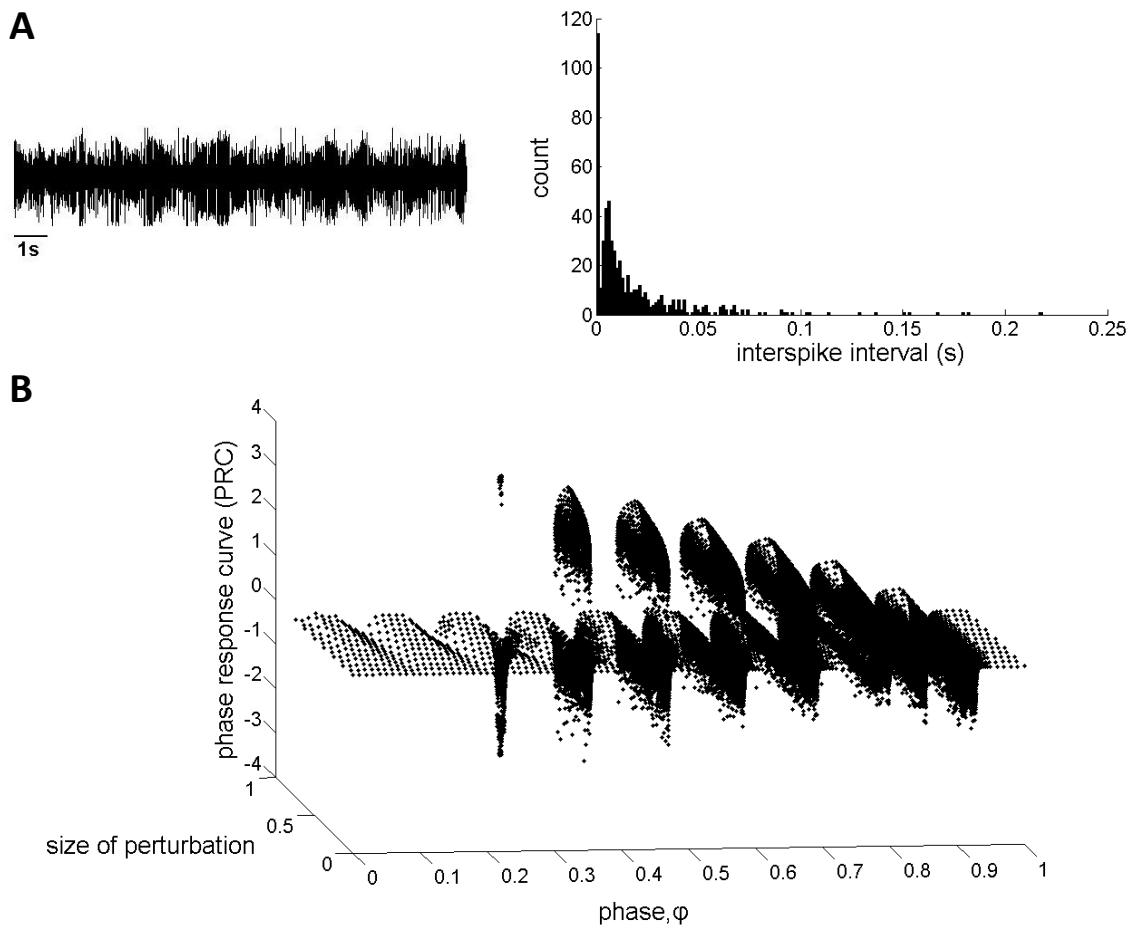 A
1s
120
100
80
60
40
20
0
count
0 0.05 0.1 0.15 0.2 0.25
interspike interval (s)
B
4
3
2
1
0
-1
-2
-3
-4
phase response curve (PRC)
1
0.5
0
size of perturbation
0 0.1 0.2 0.3 0.4 0.5 0.6 0.7 0.8 0.9 1
phase,φ